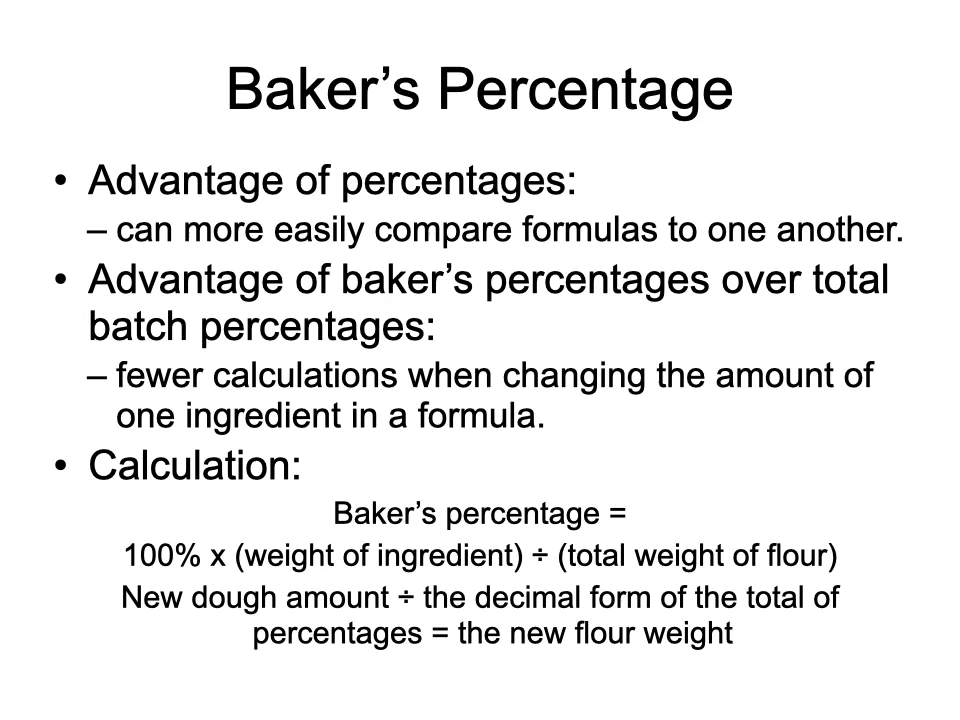 Baker’s Percentage
• Advantage of percentages:
– can more easily compare formulas to one another.
• Advantage of baker’s percentages over total
batch percentages:
– fewer calculations when changing the amount of
one ingredient in a formula.
• Calculation:
Baker’s percentage =
100% x (weight of ingredient) ÷ (total weight of flour)
New dough amount ÷ the decimal form of the total of
percentages = the new flour weight